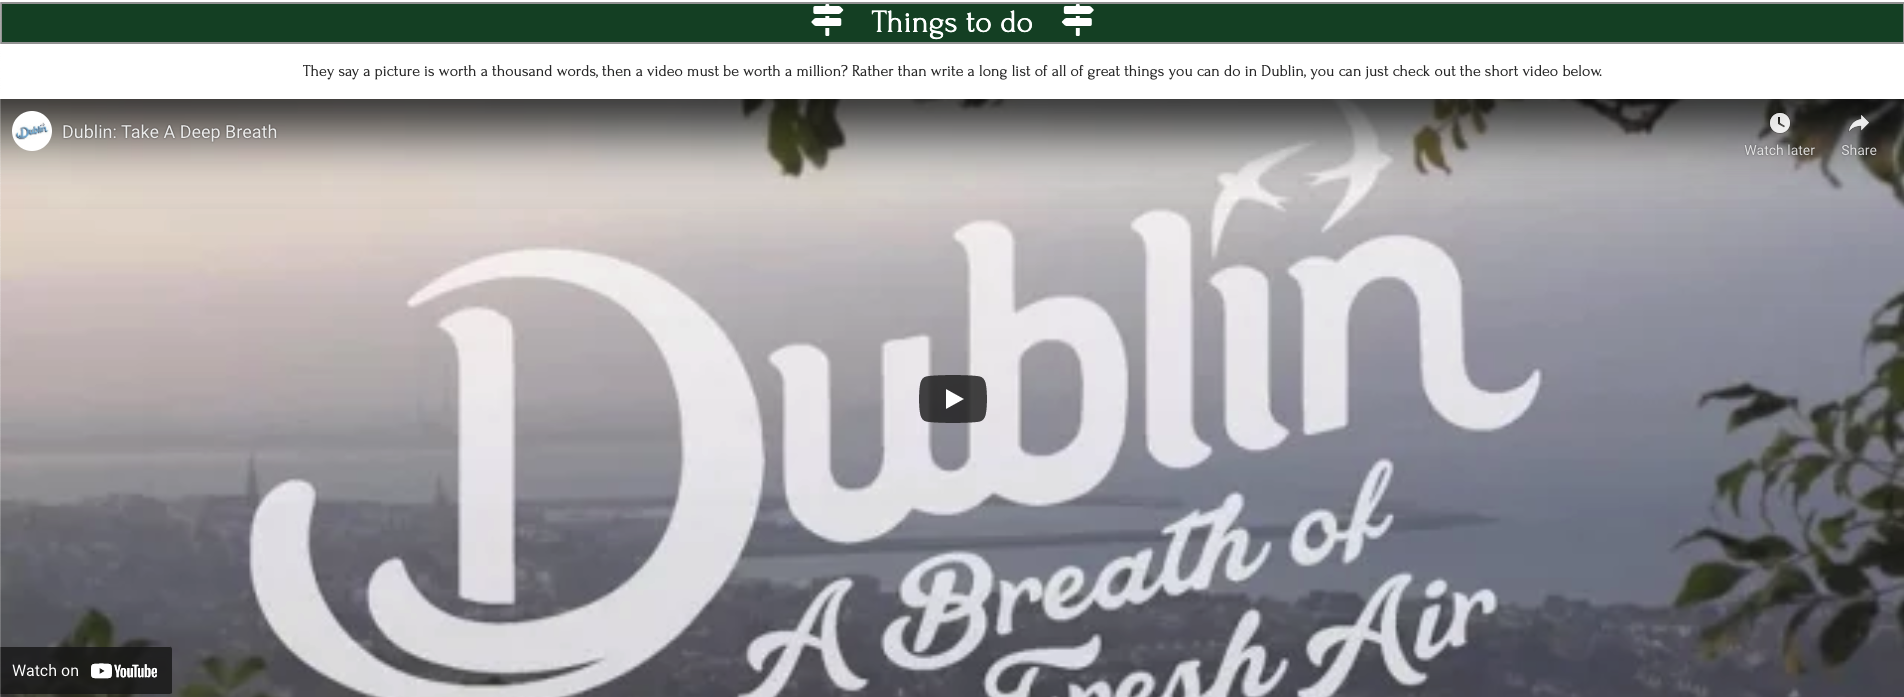 Things to do
They say a picture is worth a thousand words, then a video must be worth a million? Rather than write a long list of all of great things you can do in Dublin, you can just check out the short video below.
Dublin
Dublin: Take A Deep Breath
Watch later
Share
Dublin
A Breath of
Fresh Air
Watch on YouTube